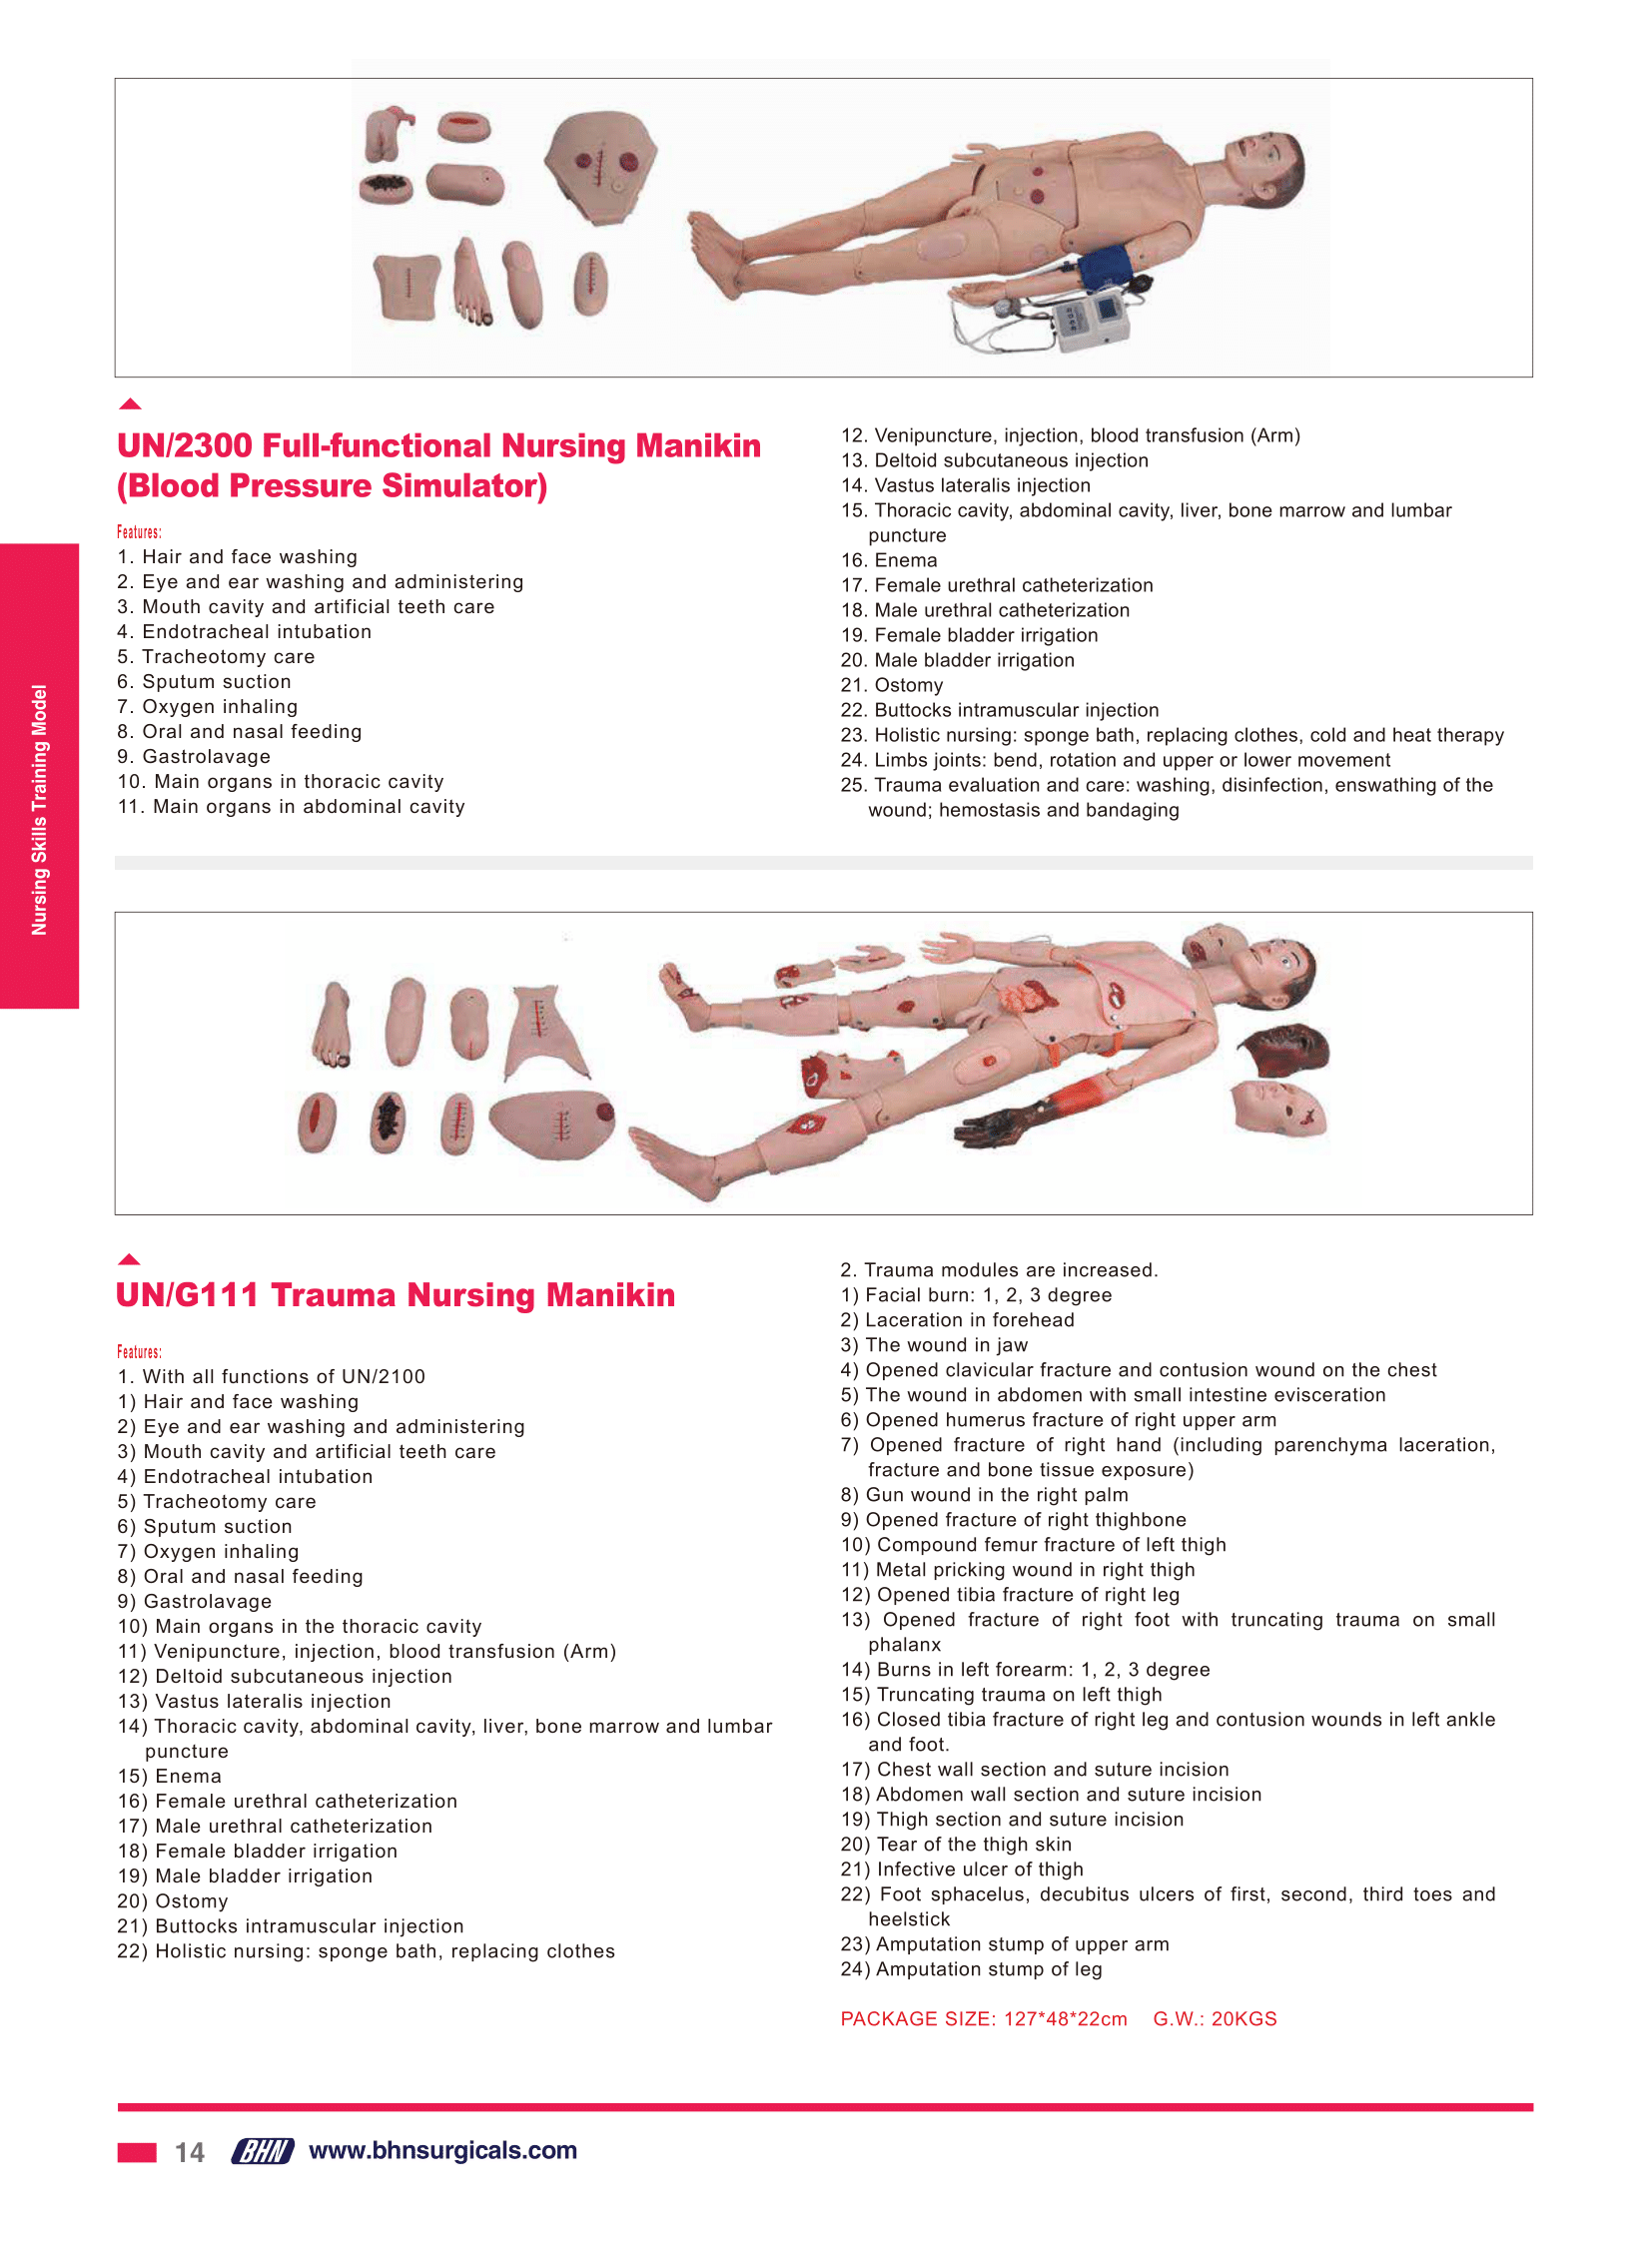 UN/2300 Full-functional Nursing Manikin
(Blood Pressure Simulator)
Features:
1. Hair and face washing
2. Eye and ear washing and administering
3. Mouth cavity and artificial teeth care
4. Endotracheal intubation
5. Tracheotomy care
6. Sputum suction
7. Oxygen inhaling
8. Oral and nasal feeding
9. Gastrolavage
10. Main organs in thoracic cavity
11. Main organs in abdominal cavity
12. Venipuncture, injection, blood transfusion (Arm)
13. Deltoid subcutaneous injection
14. Vastus lateralis injection
15. Thoracic cavity, abdominal cavity, liver, bone marrow and lumbar
puncture
16. Enema
17. Female urethral catheterization
18. Male urethral catheterization
19. Female bladder irrigation
20. Male bladder irrigation
21. Ostomy
22. Buttocks intramuscular injection
23. Holistic nursing: sponge bath, replacing clothes, cold and heat therapy
24. Limbs joints: bend, rotation and upper or lower movement
25. Trauma evaluation and care: washing, disinfection, enswathing of the
wound; hemostasis and bandaging
Nursing Skills Training Model
UN/G111 Trauma Nursing Manikin
Features:
1. With all functions of UN/2100
1) Hair and face washing
2) Eye and ear washing and administering
3) Mouth cavity and artificial teeth care
4) Endotracheal intubation
5) Tracheotomy care
6) Sputum suction
7) Oxygen inhaling
8) Oral and nasal feeding
9) Gastrolavage
10) Main organs in the thoracic cavity
11) Venipuncture, injection, blood transfusion (Arm)
12) Deltoid subcutaneous injection
13) Vastus lateralis injection
14) Thoracic cavity, abdominal cavity, liver, bone marrow and lumbar
puncture
15) Enema
16) Female urethral catheterization
17) Male urethral catheterization
18) Female bladder irrigation
19) Male bladder irrigation
20) Ostomy
21) Buttocks intramuscular injection
22) Holistic nursing: sponge bath, replacing clothes
2. Trauma modules are increased.
1) Facial burn: 1, 2, 3 degree
2) Laceration in forehead
3) The wound in jaw
4) Opened clavicular fracture and contusion wound on the chest
5) The wound in abdomen with small intestine evisceration
6) Opened humerus fracture of right upper arm
7) Opened fracture of right hand (including parenchyma laceration,
fracture and bone tissue exposure)
8) Gun wound in the right palm
9) Opened fracture of right thighbone
10) Compound femur fracture of left thigh
11) Metal pricking wound in right thigh
12) Opened tibia fracture of right leg
13) Opened fracture of right foot with truncating trauma on small
phalanx
14) Burns in left forearm: 1, 2, 3 degree
15) Truncating trauma on left thigh
16) Closed tibia fracture of right leg and contusion wounds in left ankle
and foot.
17) Chest wall section and suture incision
18) Abdomen wall section and suture incision
19) Thigh section and suture incision
20) Tear of the thigh skin
21) Infective ulcer of thigh
22) Foot sphacelus, decubitus ulcers of first, second, third toes and
heelstick
23) Amputation stump of upper arm
24) Amputation stump of leg
PACKAGE SIZE: 127*48*22cm G.W.: 20KGS
14 BHN www.bhnsurgicals.com